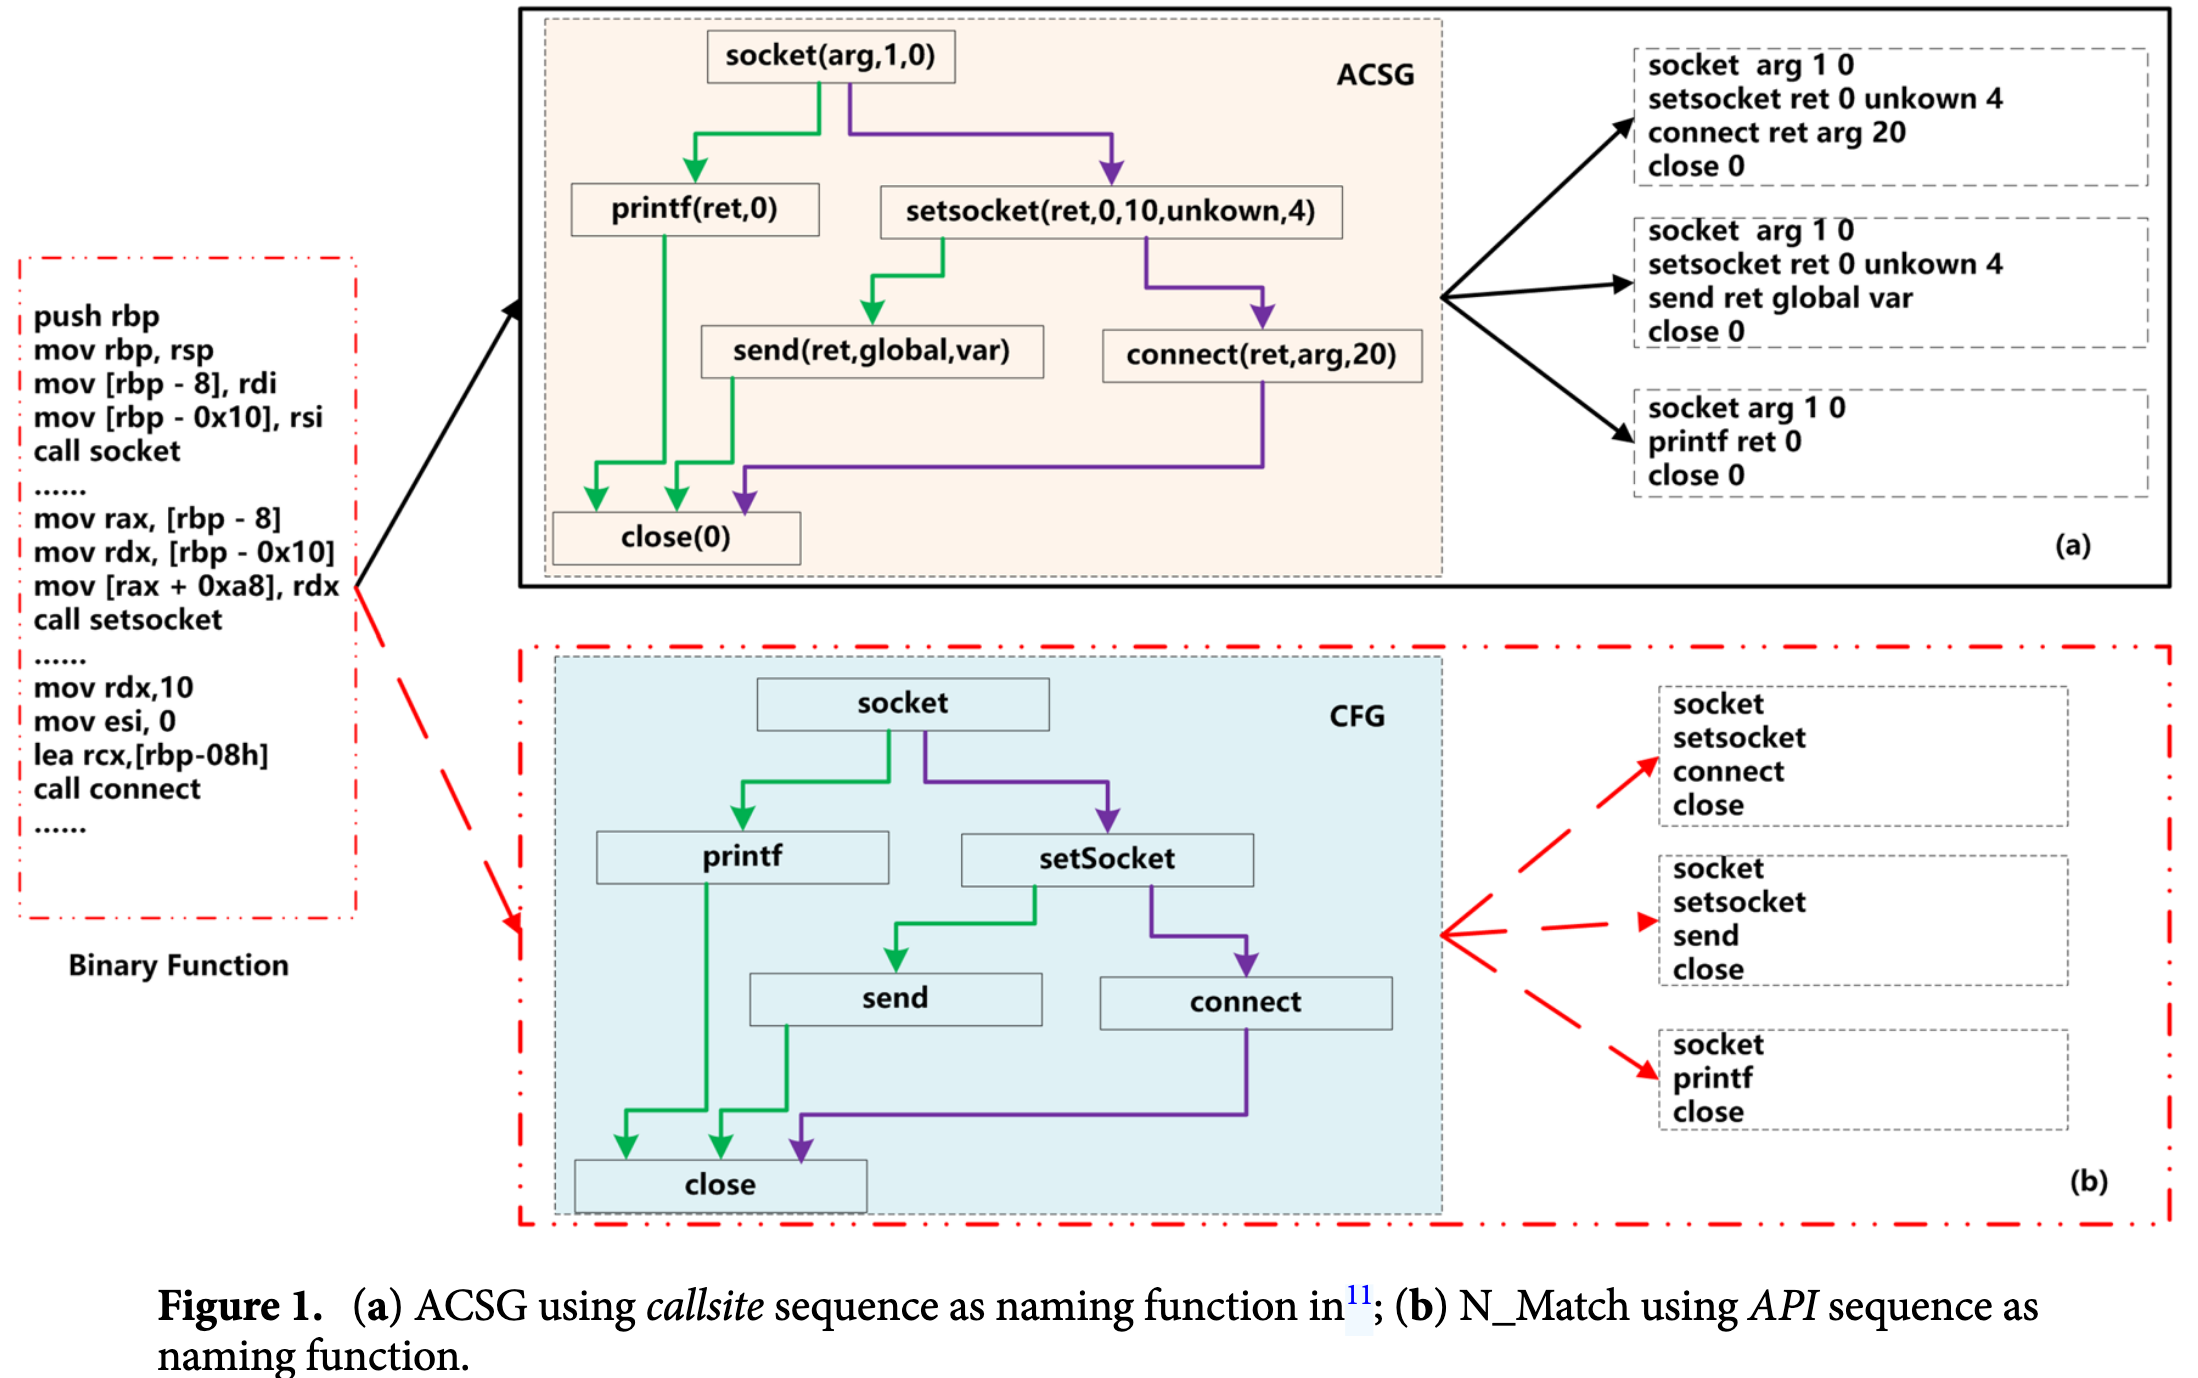 push rbp
mov rbp, rsp
mov [rbp - 8], rdi
mov [rbp - 0x10], rsi
call socket
......
mov rax, [rbp - 8]
mov rdx, [rbp - 0x10]
mov [rax + 0xa8], rdx
call setsocket
......
mov rdx,10
mov esi, 0
lea rcx,[rbp-08h]
call connect
......
Binary Function
socket(arg,1,0)
ACSG
printf(ret,0)
setsocket(ret,0,10,unkown,4)
send(ret,global,var)
connect(ret,arg,20)
close(0)
socket arg 1 0
setsocket ret 0 unkown 4
connect ret arg 20
close 0
socket arg 1 0
setsocket ret 0 unkown 4
send ret global var
close 0
socket arg 1 0
printf ret 0
close 0
(a)
socket
CFG
printf
setSocket
send
connect
close
socket
setsocket
connect
close
socket
setsocket
send
close
socket
printf
close
(b)
Figure 1. (a) ACSG using callsite sequence as naming function in11; (b) N_Match using API sequence as
naming function.